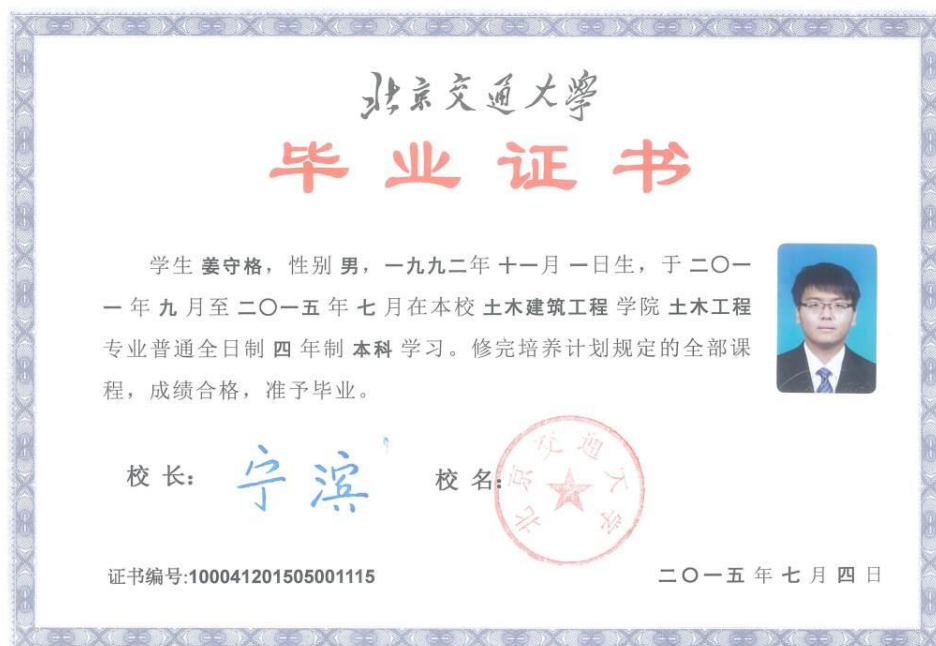 北京交通大學
毕业证书
学生 姜守格，性别 男，一九九二年 十一月 一日生，于 二〇一
一 年 九 月至 二〇一五 年 七 月在本校 土木建筑工程 学院 土木工程
专业普通全日制 四 年制 本科 学习。修完培养计划规定的全部课
程，成绩合格，准予毕业。
校 长： 宁滨 校 名：
北京交通大学
证书编号:100041201505001115 二〇一五 年 七 月 四 日